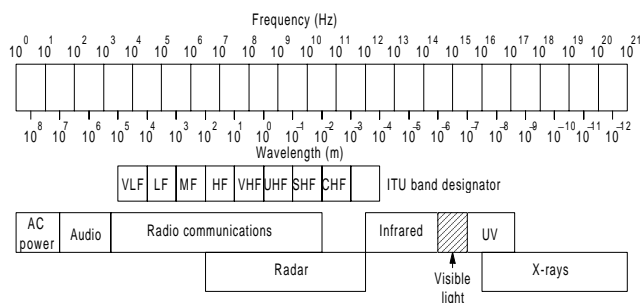 Frequency (Hz)
10^0 10^1 10^2 10^3 10^4 10^5 10^6 10^7 10^8 10^9 10^10 10^11 10^12 10^13 10^14 10^15 10^16 10^17 10^18 10^19 10^20 10^21
10^8 10^7 10^6 10^5 10^4 10^3 10^2 10^1 10^0 10^−1 10^−2 10^−3 10^−4 10^−5 10^−6 10^−7 10^−8 10^−9 10^−10 10^−11 10^−12
Wavelength (m)
VLF LF MF HF VHF UHF SHF CHF ITU band designator
AC power
Audio
Radio communications
Infrared
UV
Radar
Visible light
X-rays